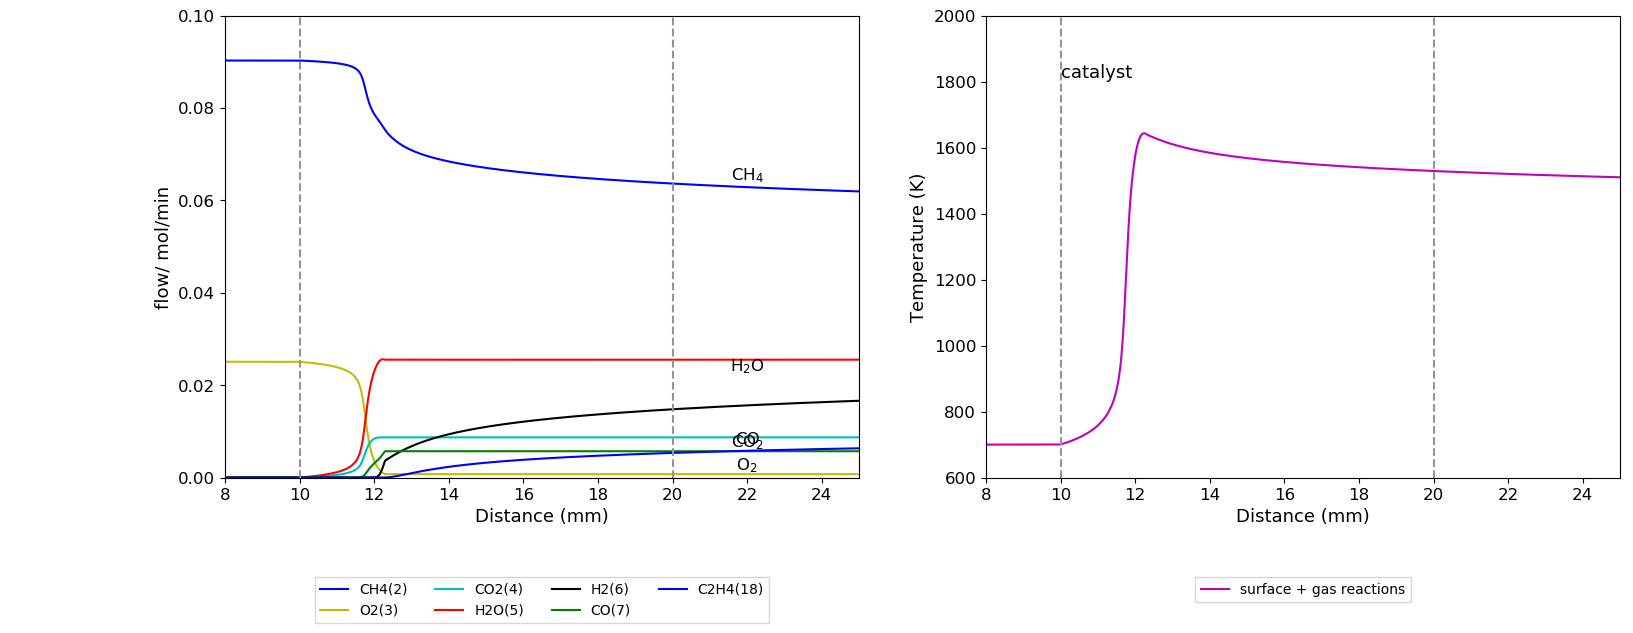 0.10
0.08
0.06
0.04
0.02
0.00
flow/ mol/min
CH₄
H₂O
CO
CO₂
O₂
8 10 12 14 16 18 20 22 24
Distance (mm)
CH4(2) CO2(4) H2(6) C2H4(18)
O2(3) H2O(5) CO(7)
2000
1800
1600
1400
1200
1000
800
600
Temperature (K)
catalyst
8 10 12 14 16 18 20 22 24
Distance (mm)
surface + gas reactions